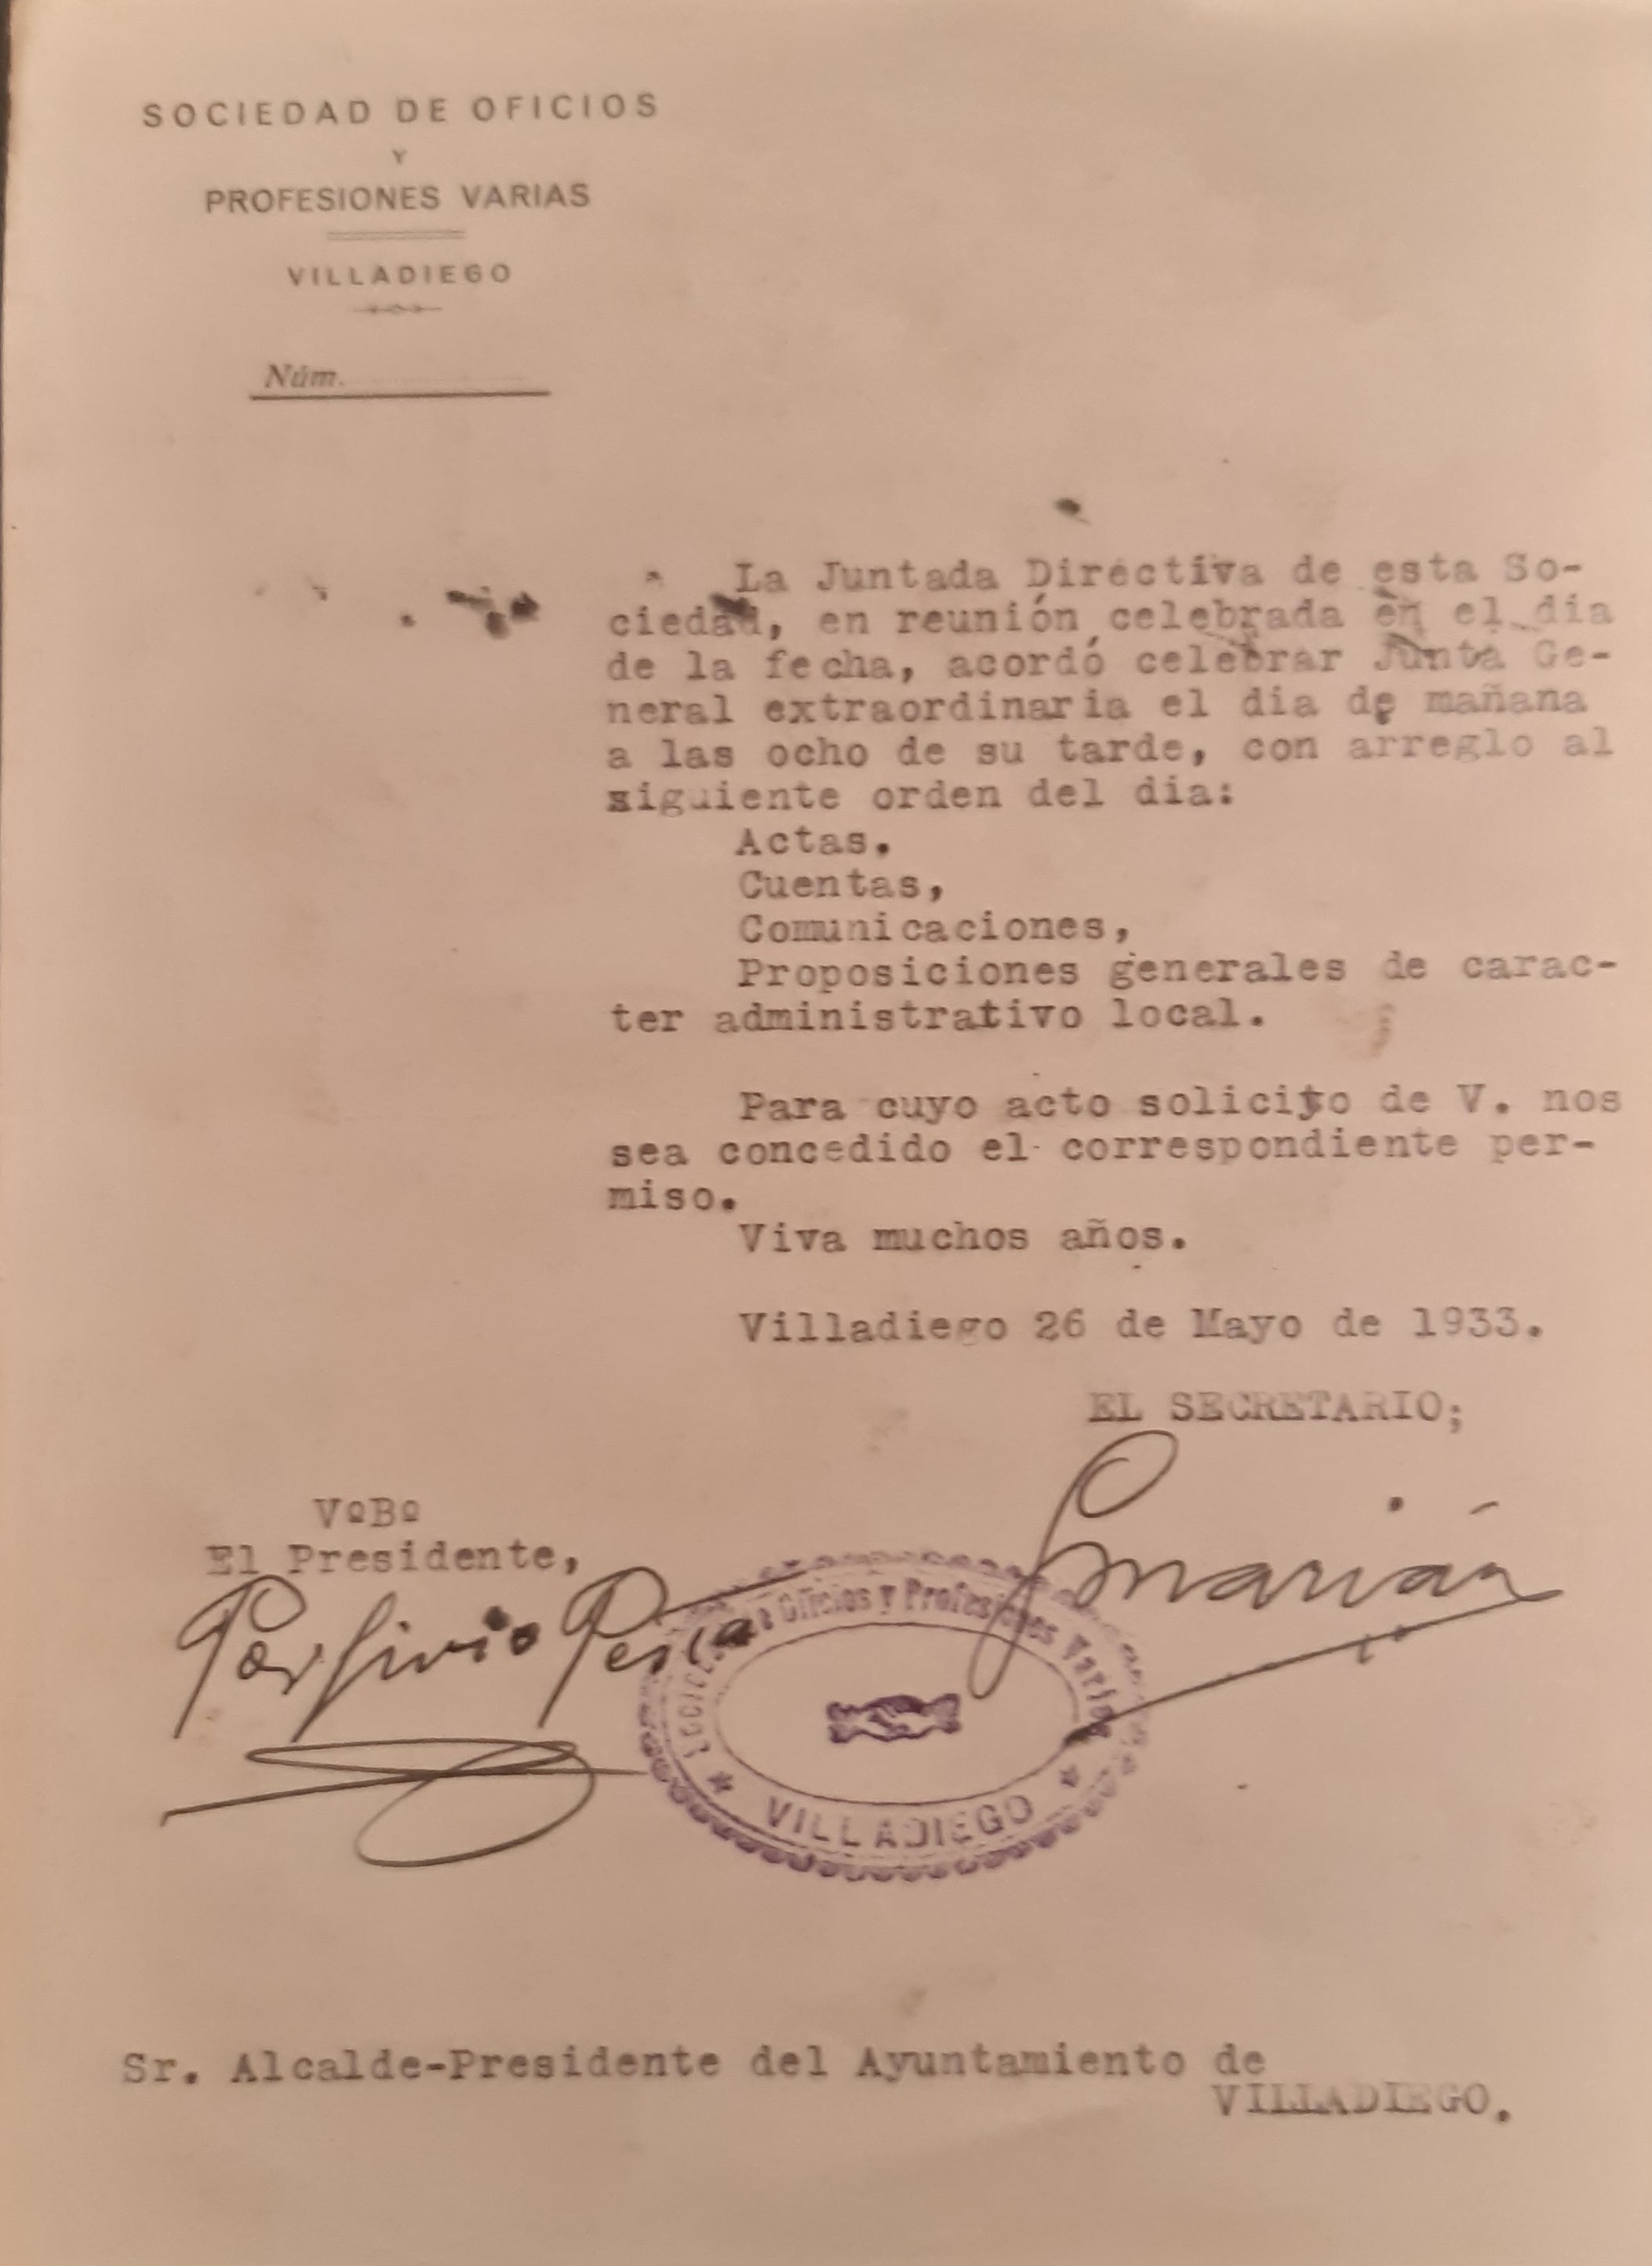 SOCIEDAD DE OFICIOS
Y
PROFESIONES VARIAS
VILLADIEGO
Núm.
La Juntada Directiva de esta So-
ciedad, en reunión celebrada en el dia
de la fecha, acordó celebrar Junta Ge-
neral extraordinaria el dia de mañana
a las ocho de su tarde, con arreglo al
siguiente orden del dia:
Actas.
Cuentas,
Comunicaciones,
Proposiciones generales de carac-
ter administrativo local.
Para cuyo acto solicito de V. nos
sea concedido el correspondiente per-
miso.
Viva muchos años.
Villadiego 26 de Mayo de 1933.
EL SECRETARIO;
VºBº
El Presidente,
Porfirio Peña
Sociedad de Oficios y Profesiones Varias
VILLADIEGO
Sr. Alcalde-Presidente del Ayuntamiento de
VILLADIEGO.